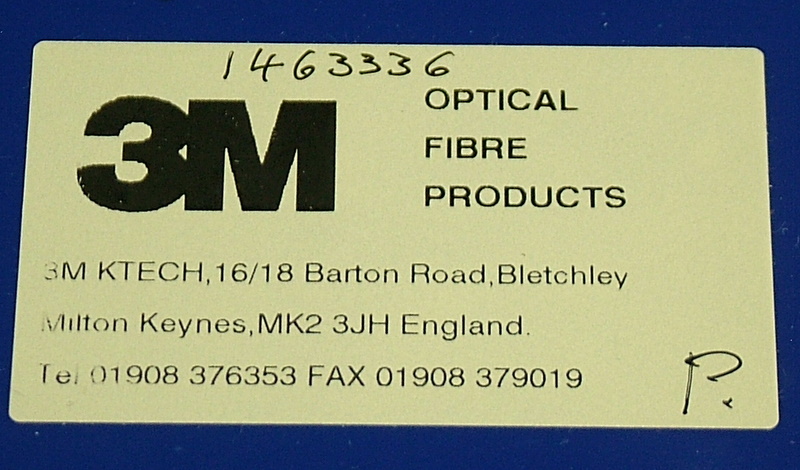 1463336
3M
OPTICAL
FIBRE
PRODUCTS
3M KTECH,16/18 Barton Road,Bletchley
Milton Keynes,MK2 3JH England.
Tel 01908 376353 FAX 01908 379019
P.